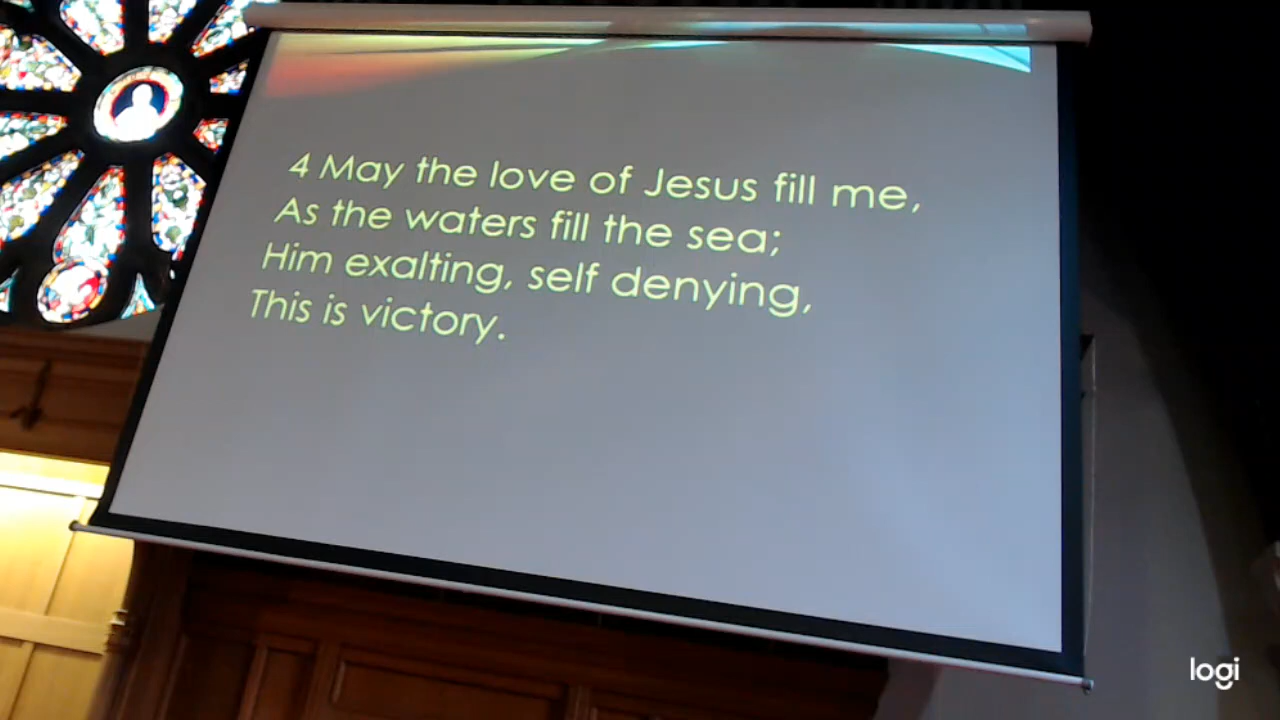 4 May the love of Jesus fill me,
As the waters fill the sea;
Him exalting, self denying,
This is victory.
logi